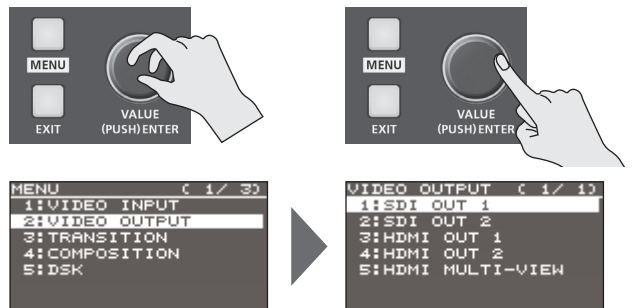 MENU
EXIT
VALUE
(PUSH) ENTER
MENU
EXIT
VALUE
(PUSH) ENTER
MENU ( 1/ 3)
1:VIDEO INPUT
2:VIDEO OUTPUT
3:TRANSITION
4:COMPOSITION
5:DSK
VIDEO OUTPUT ( 1/ 1)
1:SDI OUT 1
2:SDI OUT 2
3:HDMI OUT 1
4:HDMI OUT 2
5:HDMI MULTI-VIEW